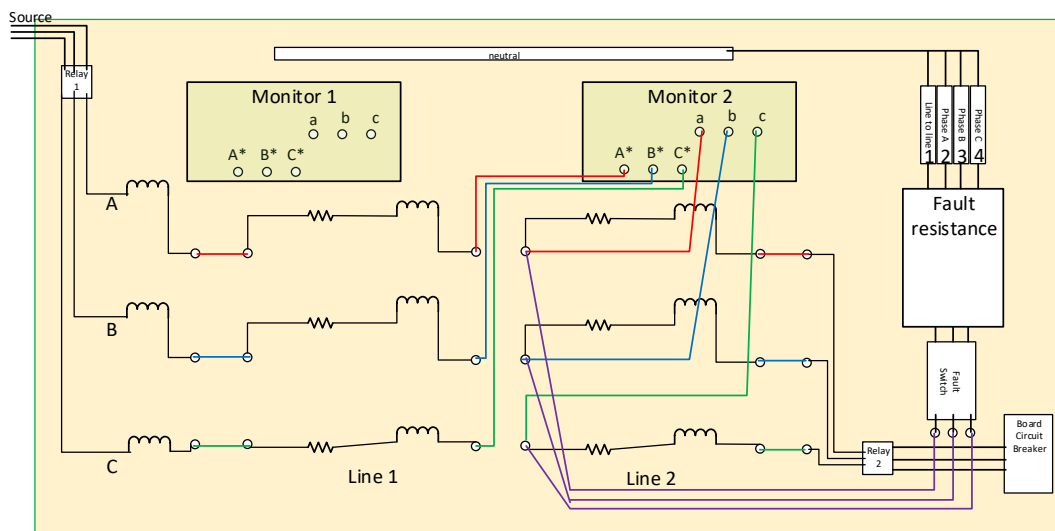 Source
neutral
Relay
1
Monitor 1
a b c
A* B* C*
Monitor 2
a b c
A* B* C*
Line to line
Phase A
Phase B
Phase C
1 2 3 4
Fault
resistance
A
B
C
Line 1
Line 2
Fault
Switch
Relay
2
Board
Circuit
Breaker